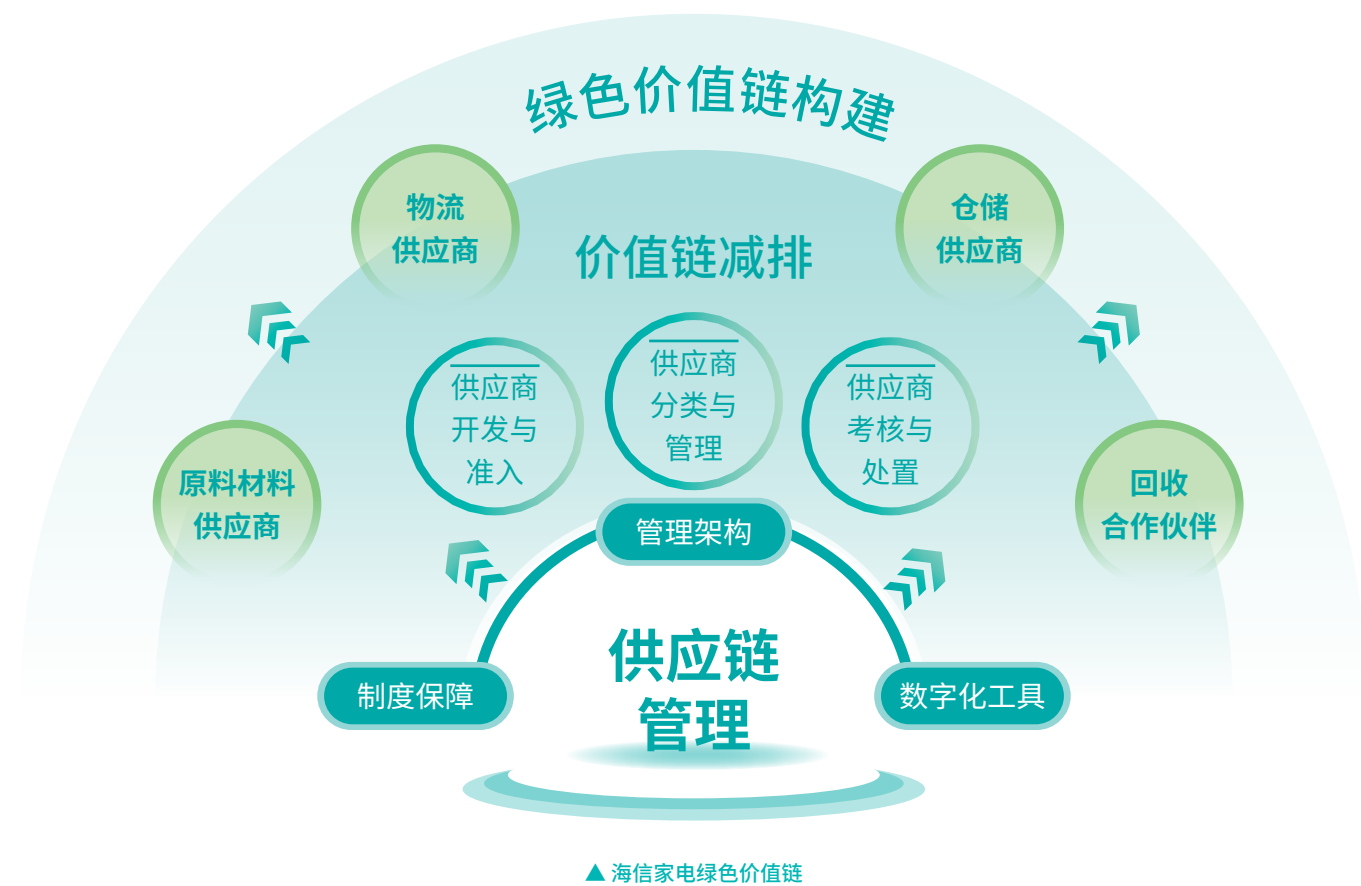 绿色价值链构建
物流
供应商
仓储
供应商
价值链减排
供应商
开发与
准入
供应商
分类与
管理
供应商
考核与
处置
原料材料
供应商
回收
合作伙伴
管理架构
供应链
管理
制度保障
数字化工具
▲ 海信家电绿色价值链